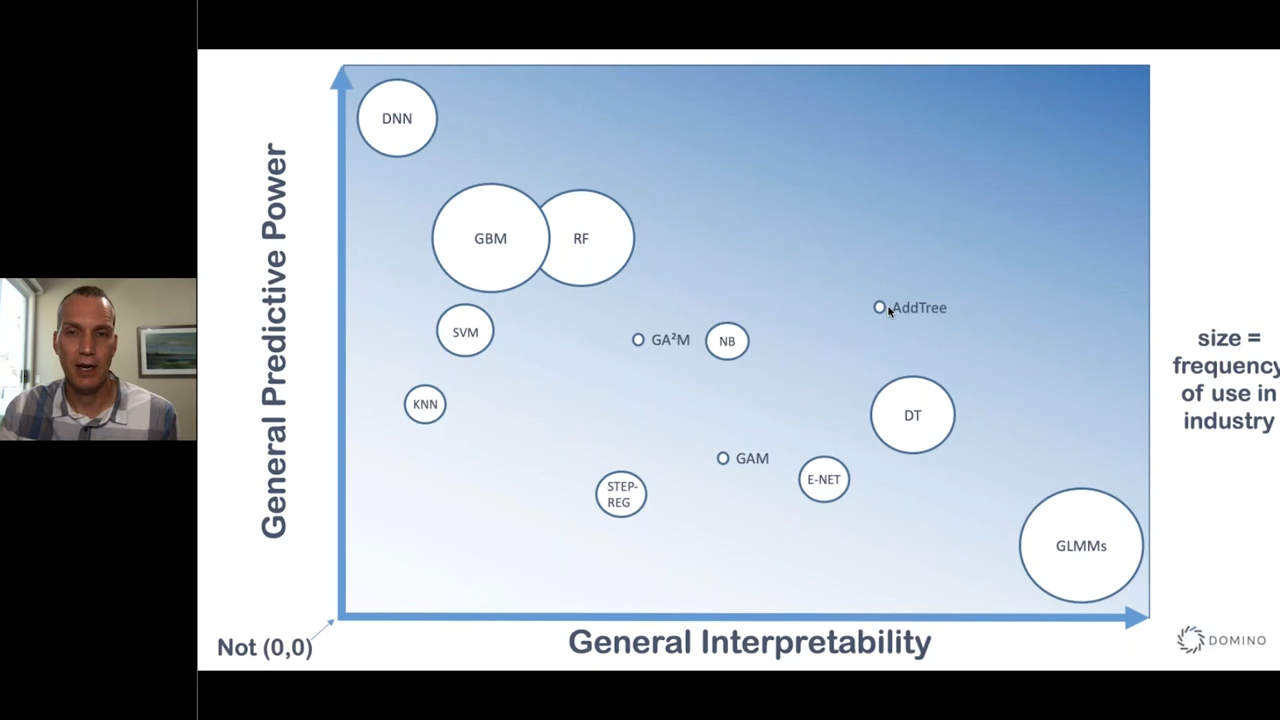 General Predictive Power
DNN
GBM
RF
SVM
AddTree
GA²M
NB
KNN
DT
GAM
E-NET
STEP-
REG
GLMMs
size =
frequency
of use in
industry
Not (0,0)
General Interpretability
DOMINO